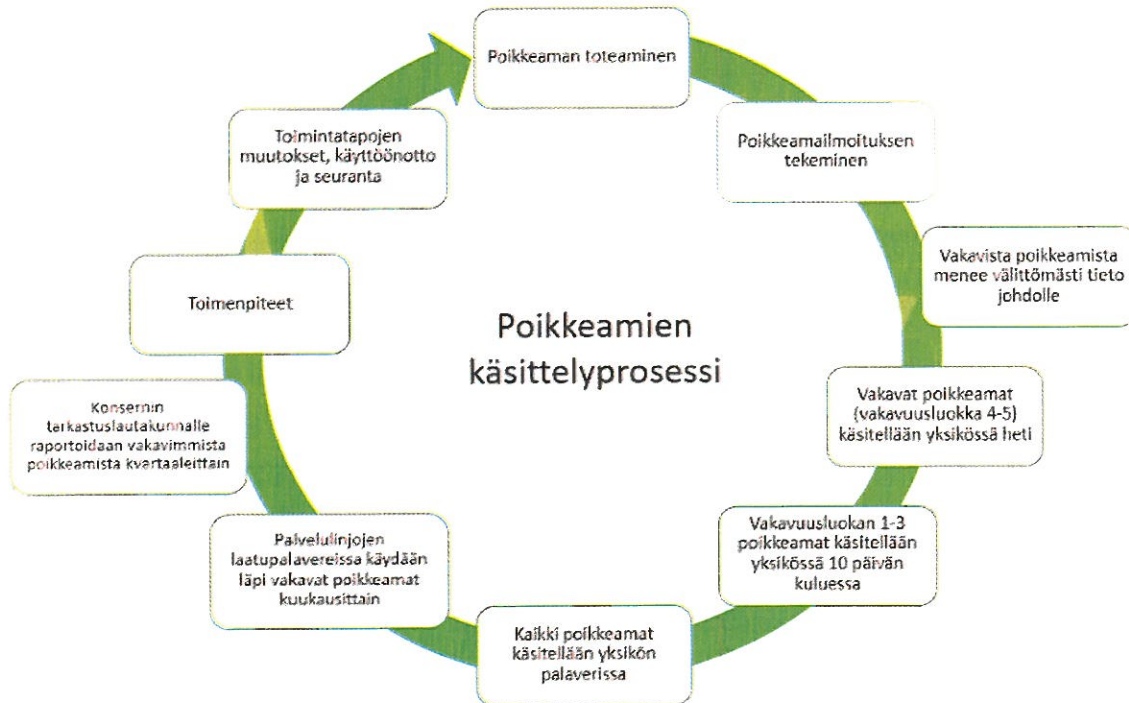 Poikkeaman toteaminen
Poikkeamailmoituksen
tekeminen
Vakavista poikkeamista
menee välittömästi tieto
johdolle
Vakavat poikkeamat
(vakavuusluokka 4-5)
käsitellään yksikössä heti
Vakavuusluokan 1-3
poikkeamat käsitellään
yksikössä 10 päivän
kuluessa
Kaikki poikkeamat
käsitellään yksikön
palaverissa
Palvelulinjojen
laatupalavereissa käydään
läpi vakavat poikkeamat
kuukausittain
Konsernin
tarkastuslautakunnalle
raportoidaan vakavimmista
poikkeamista kvartaaleittain
Toimenpiteet
Toimintatapojen
muutokset, käyttöönotto
ja seuranta
Poikkeamien
käsittelyprosessi